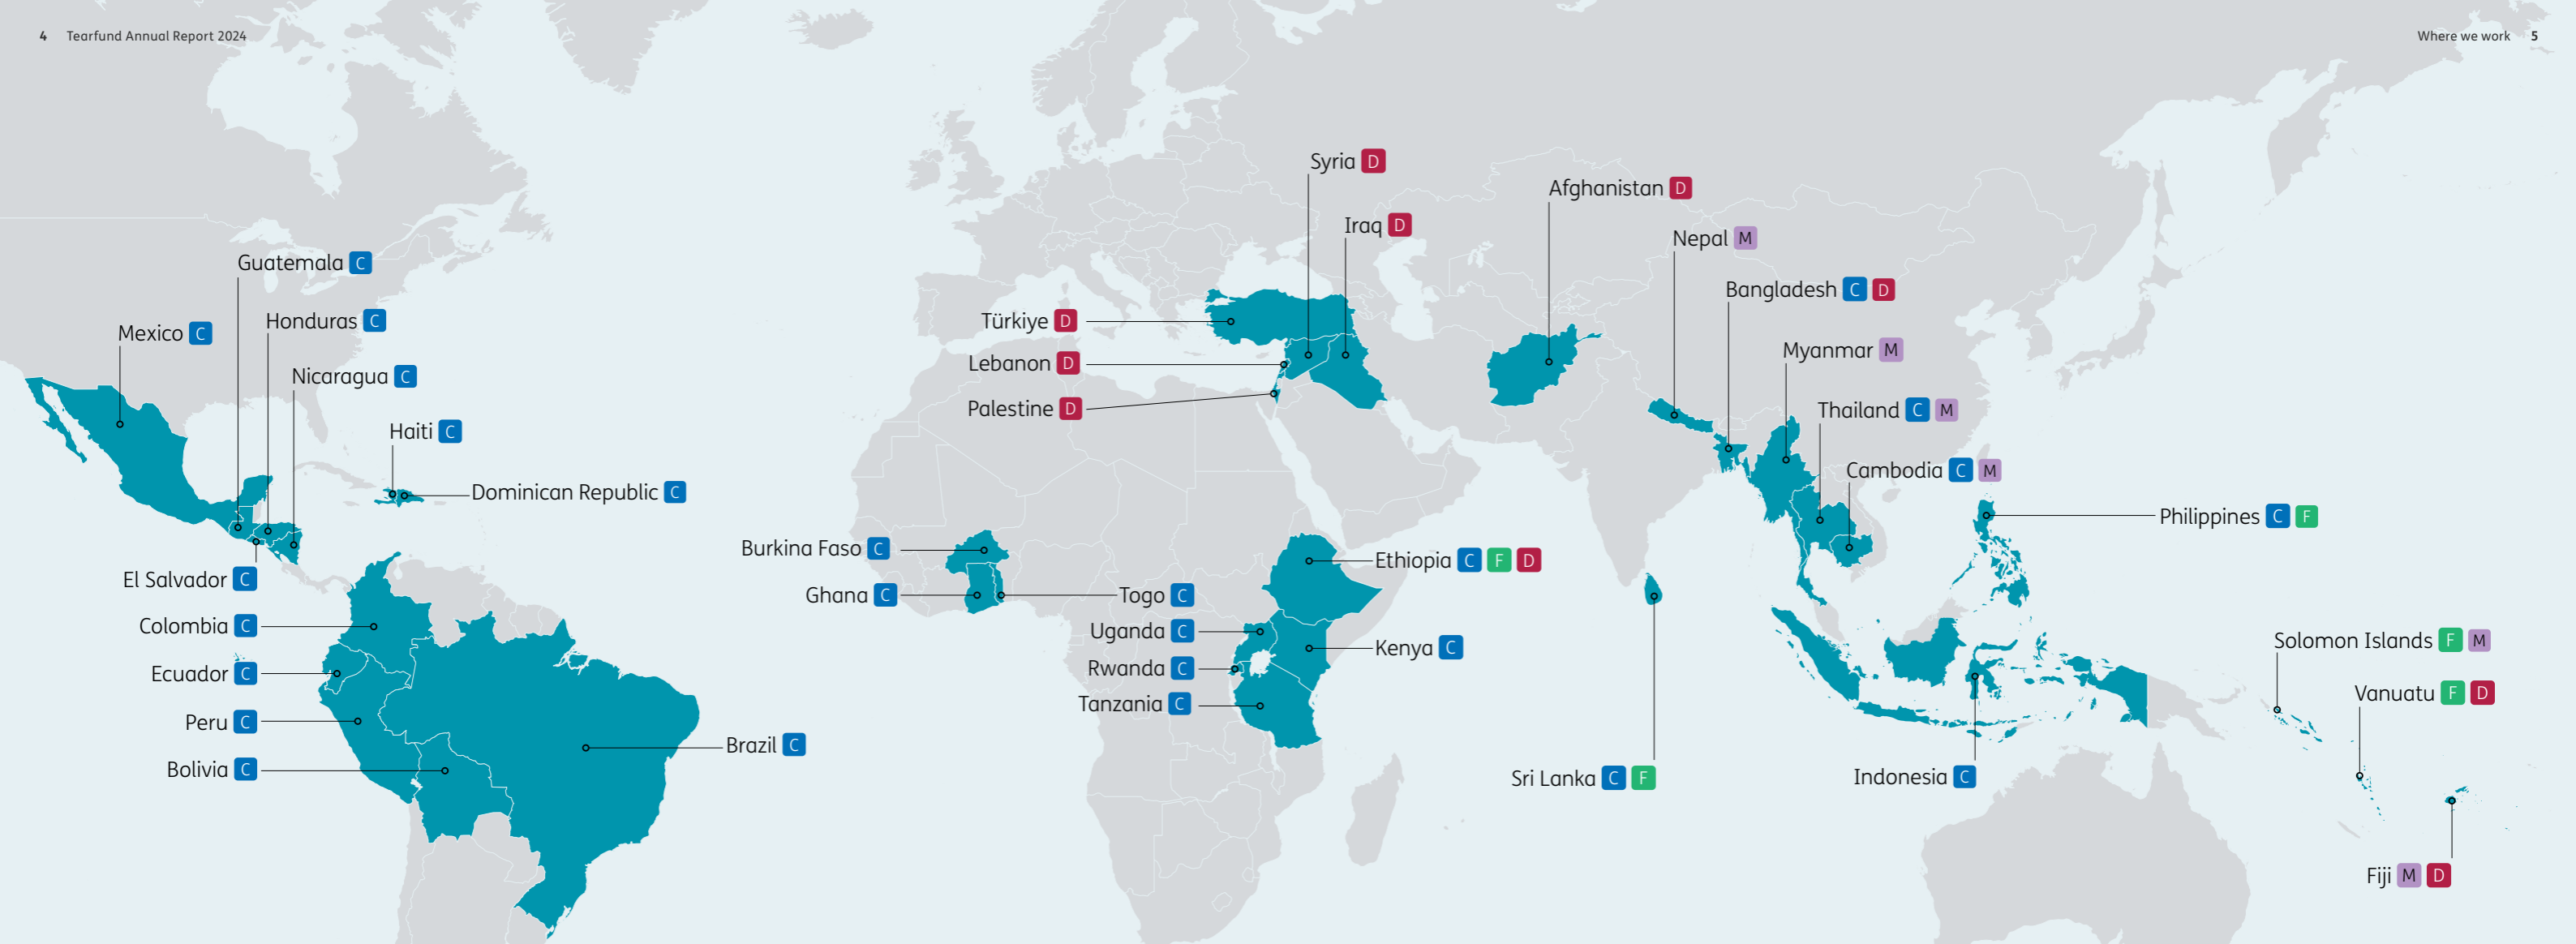 4 Tearfund Annual Report 2024
Where we work 5
Syria D
Afghanistan D
Iraq D
Nepal M
Guatemala C
Bangladesh C D
Honduras C
Türkiye D
Mexico C
Myanmar M
Lebanon D
Nicaragua C
Palestine D
Thailand C M
Haiti C
Cambodia C M
Dominican Republic C
Philippines C F
Burkina Faso C
Ethiopia C F D
El Salvador C
Ghana C
Togo C
Colombia C
Uganda C
Solomon Islands F M
Kenya C
Rwanda C
Ecuador C
Vanuatu F D
Tanzania C
Peru C
Brazil C
Bolivia C
Sri Lanka C F
Indonesia C
Fiji M D